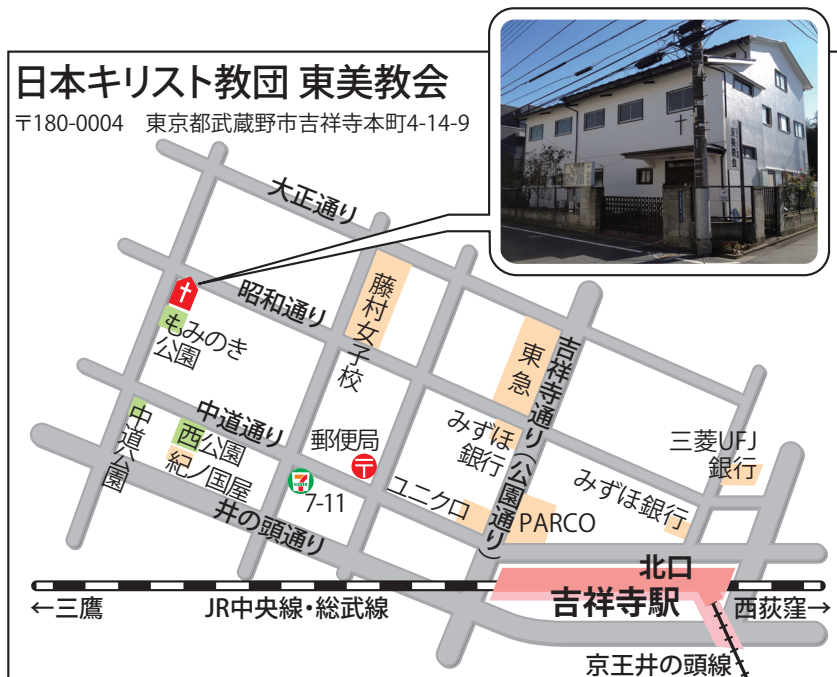 日本キリスト教団 東美教会
〒180-0004 東京都武蔵野市吉祥寺本町4-14-9
東美教会
大正通り
昭和通り
藤村女子校
もみのき
公園
吉祥寺通り(公園通り)
東急
中道通り
中道公園
西公園
紀ノ国屋
郵便局
7-11
みずほ
銀行
ユニクロ
PARCO
みずほ銀行
三菱UFJ
銀行
井の頭通り
北口
吉祥寺駅
←三鷹
JR中央線・総武線
西荻窪→
京王井の頭線